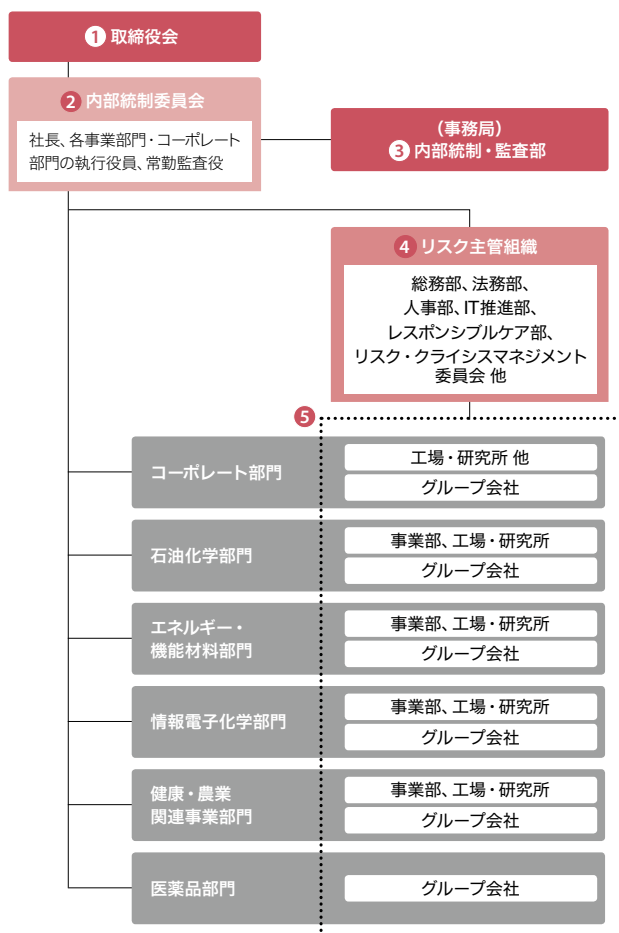 1 取締役会
2 内部統制委員会
社長、各事業部門・コーポレート
部門の執行役員、常勤監査役
(事務局)
3 内部統制・監査部
4 リスク主管組織
総務部、法務部、
人事部、IT推進部、
レスポンシブルケア部、
リスク・クライシスマネジメント
委員会 他
5
コーポレート部門
工場・研究所 他
グループ会社
石油化学部門
事業部、工場・研究所
グループ会社
エネルギー・
機能材料部門
事業部、工場・研究所
グループ会社
情報電子化学部門
事業部、工場・研究所
グループ会社
健康・農業
関連事業部門
事業部、工場・研究所
グループ会社
医薬品部門
グループ会社